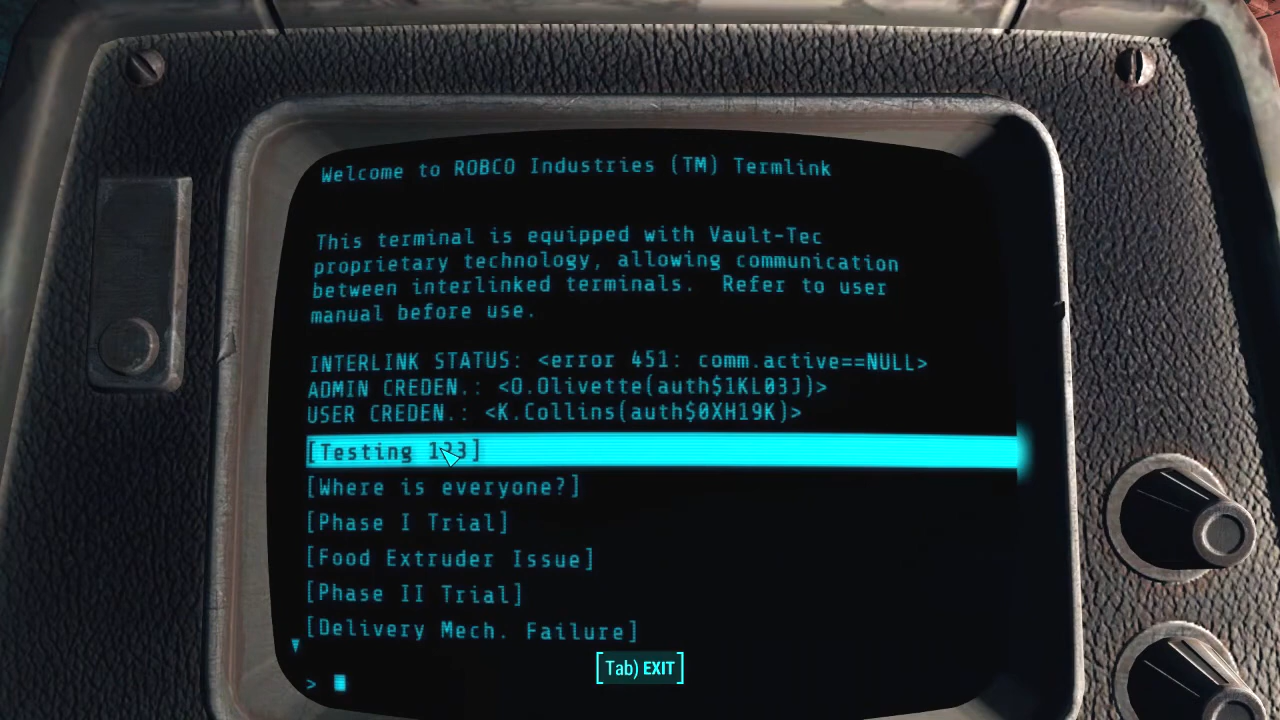 Welcome to ROBCO Industries (TM) Termlink
This terminal is equipped with Vault-Tec
proprietary technology, allowing communication
between interlinked terminals.  Refer to user
manual before use.
INTERLINK STATUS: <error 451: comm.active==NULL>
ADMIN CREDEN.: <O.Olivette(auth$1KL03J)>
USER CREDEN.: <K.Collins(auth$0XH19K)>
[Testing 123]
[Where is everyone?]
[Phase I Trial]
[Food Extruder Issue]
[Phase II Trial]
[Delivery Mech. Failure]
[Tab) EXIT]
>